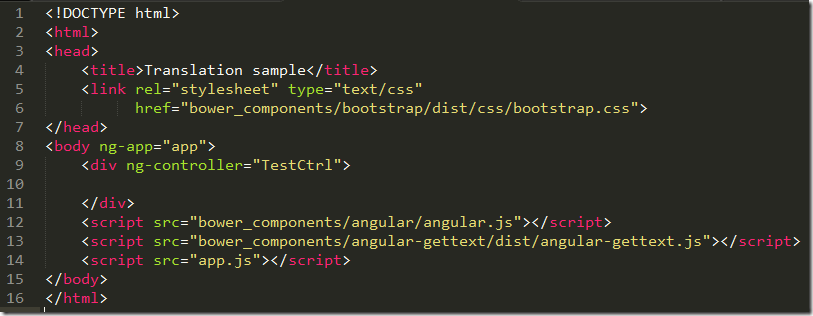 1 <!DOCTYPE html>
2 <html>
3 <head>
4     <title>Translation sample</title>
5     <link rel="stylesheet" type="text/css"
6           href="bower_components/bootstrap/dist/css/bootstrap.css">
7 </head>
8 <body ng-app="app">
9     <div ng-controller="TestCtrl">
10
11     </div>
12     <script src="bower_components/angular/angular.js"></script>
13     <script src="bower_components/angular-gettext/dist/angular-gettext.js"></script>
14     <script src="app.js"></script>
15 </body>
16 </html>